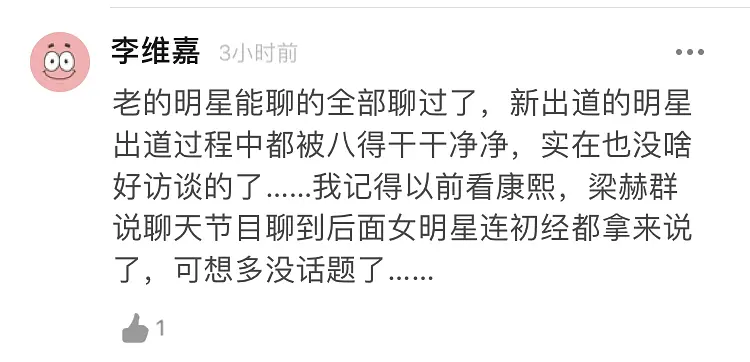 李维嘉 3小时前
老的明星能聊的全部聊过了，新出道的明星
出道过程中都被八得干干净净，实在也没啥
好访谈的了……我记得以前看康熙，梁赫群
说聊天节目聊到后面女明星连初经都拿来说
了，可想多没话题了……
1